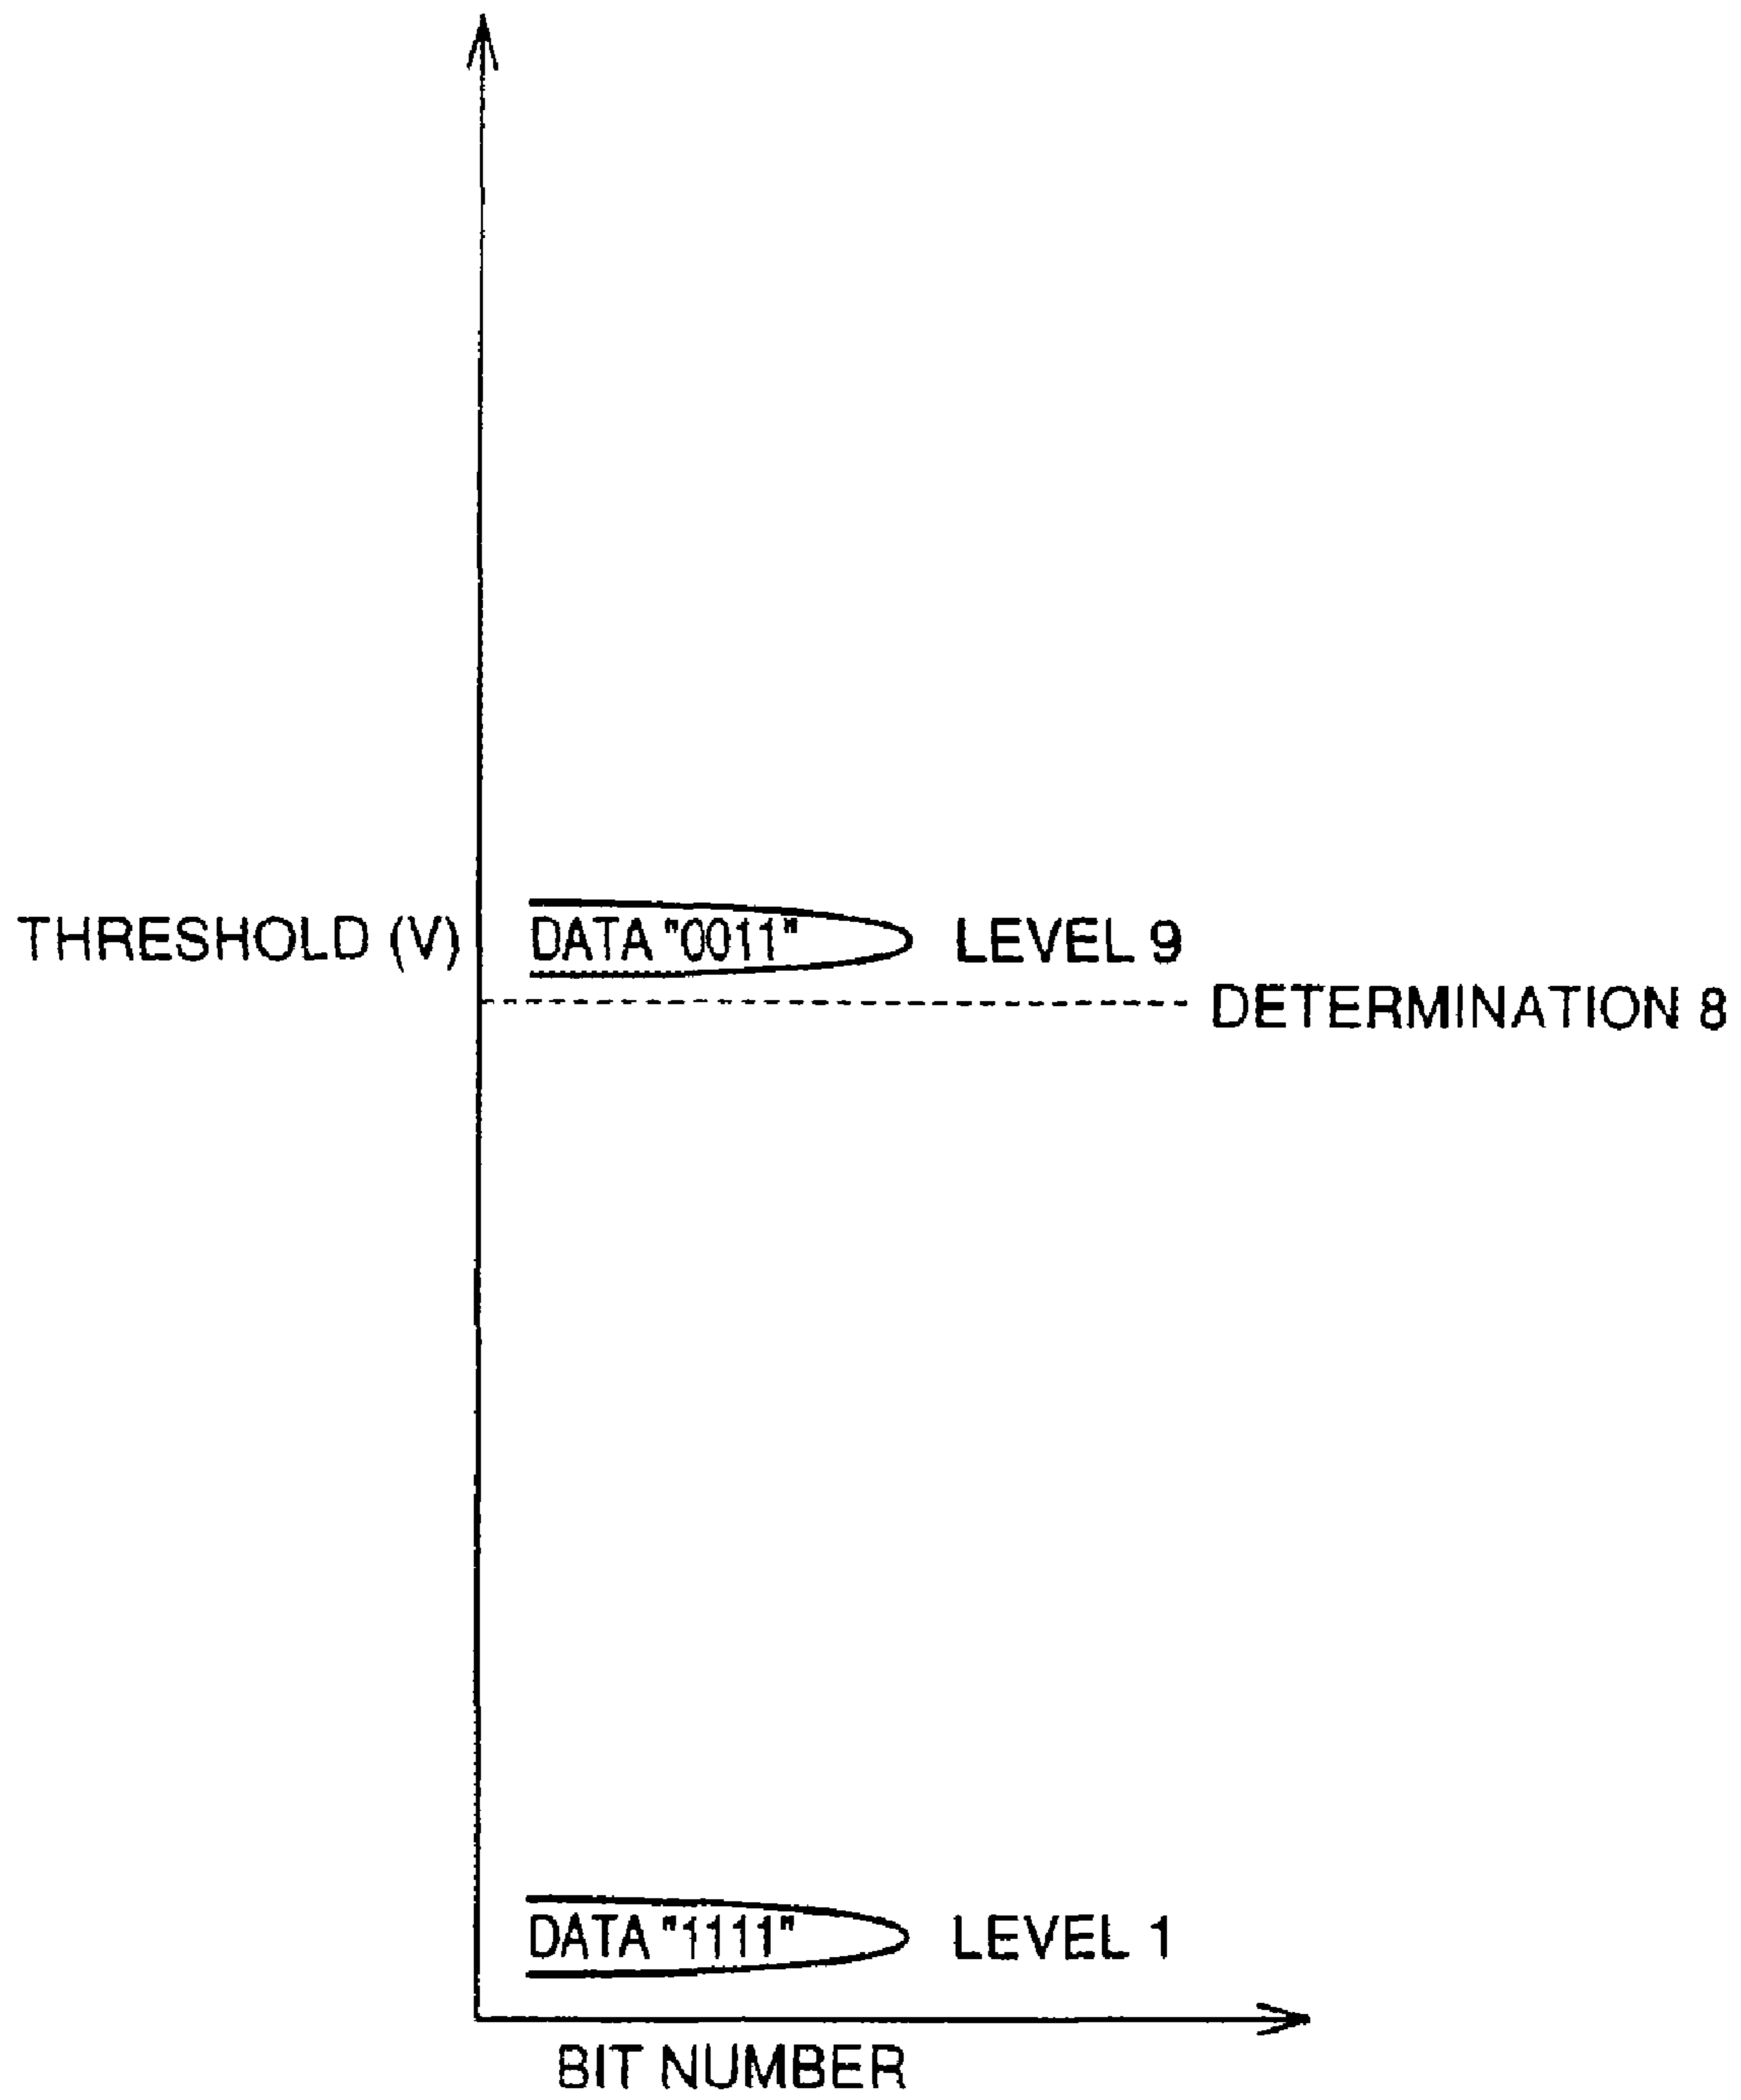 THRESHOLD (V) DATA "0011" LEVEL 9
DETERMINATION 8
DATA "1111" LEVEL 1
BIT NUMBER